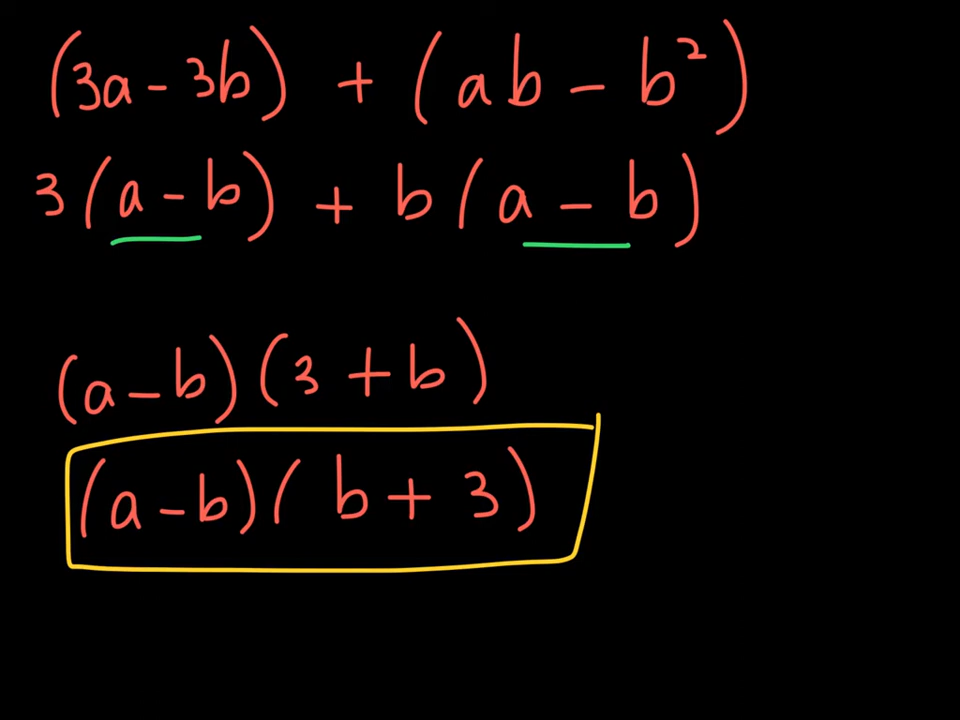 (3a - 3b) + (ab - b²)
3(a - b) + b(a - b)
(a - b)(3 + b)
(a - b)(b + 3)